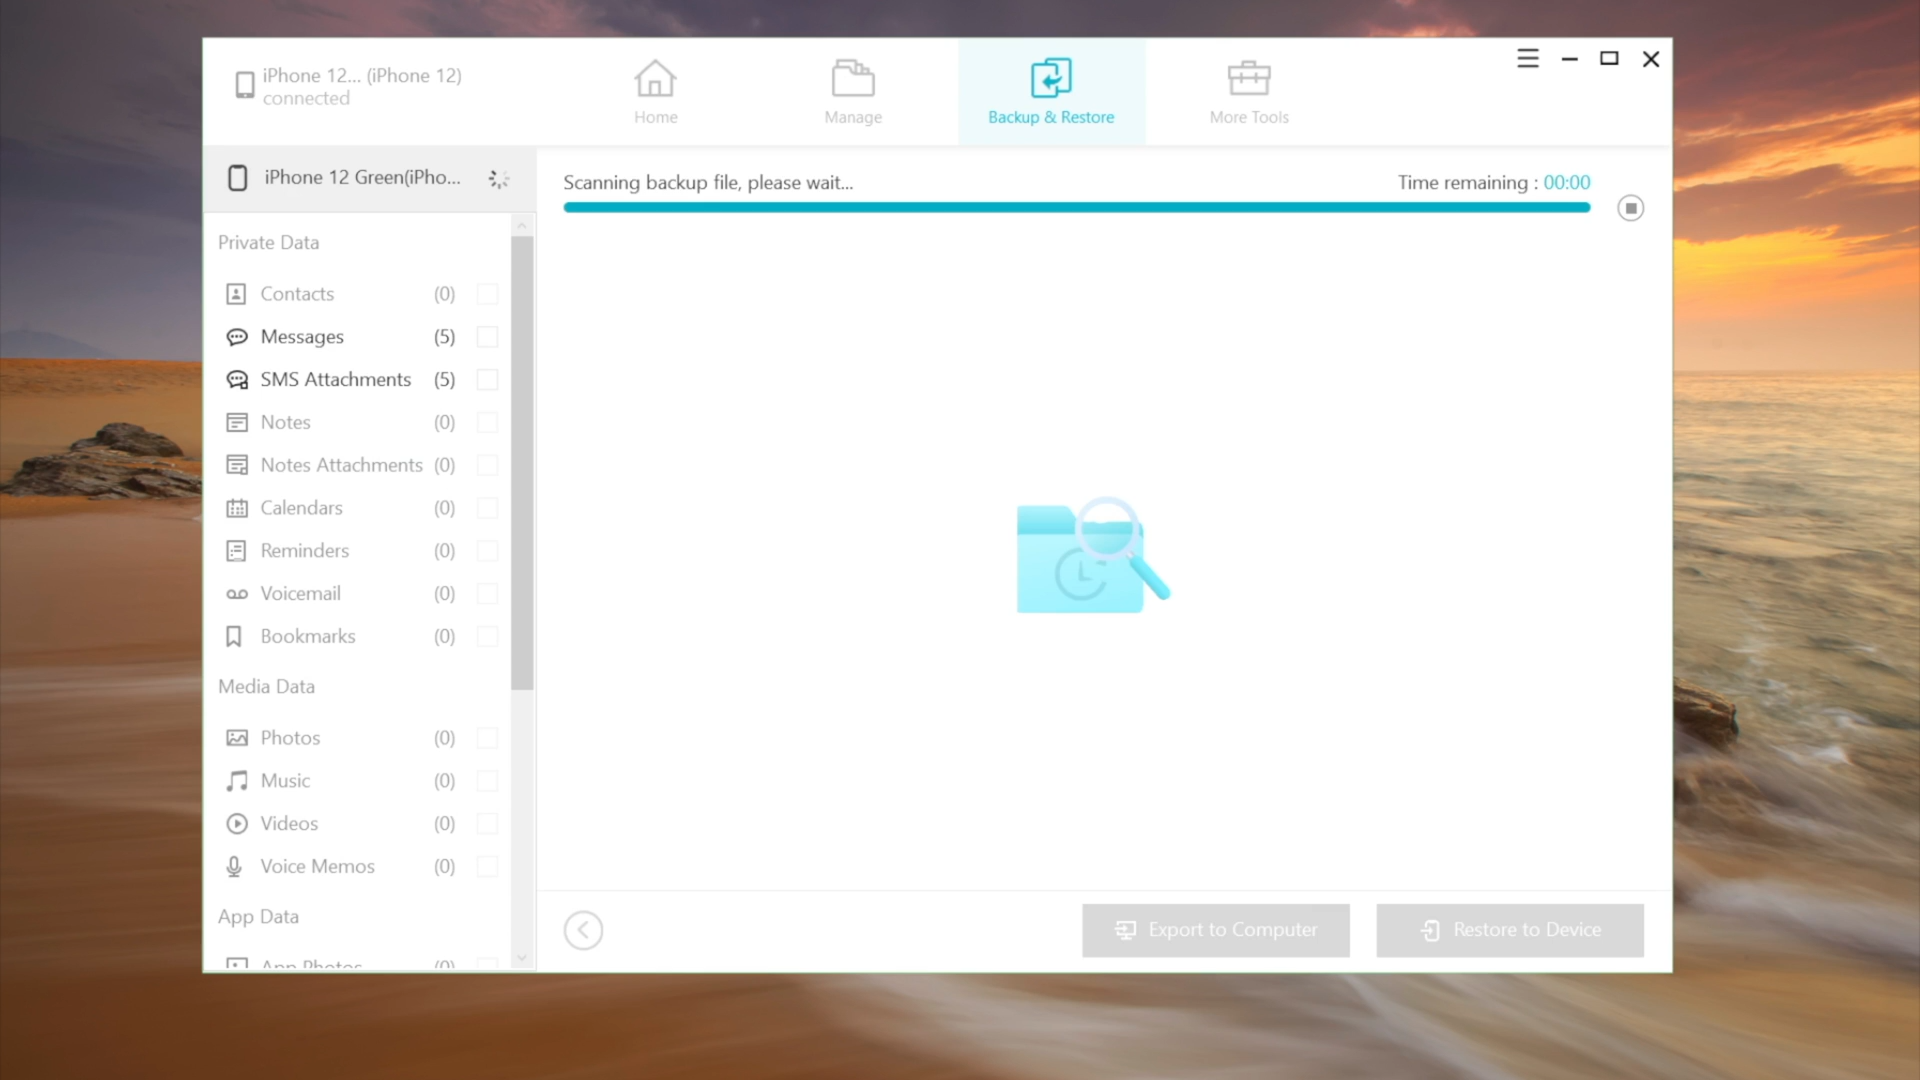 iPhone 12... (iPhone 12)
connected
Home
Manage
Backup & Restore
More Tools
iPhone 12 Green(iPho...
Scanning backup file, please wait...
Time remaining : 00:00
Private Data
Contacts (0)
Messages (5)
SMS Attachments (5)
Notes (0)
Notes Attachments (0)
Calendars (0)
Reminders (0)
Voicemail (0)
Bookmarks (0)
Media Data
Photos (0)
Music (0)
Videos (0)
Voice Memos (0)
App Data
App Photos (0)
Export to Computer
Restore to Device